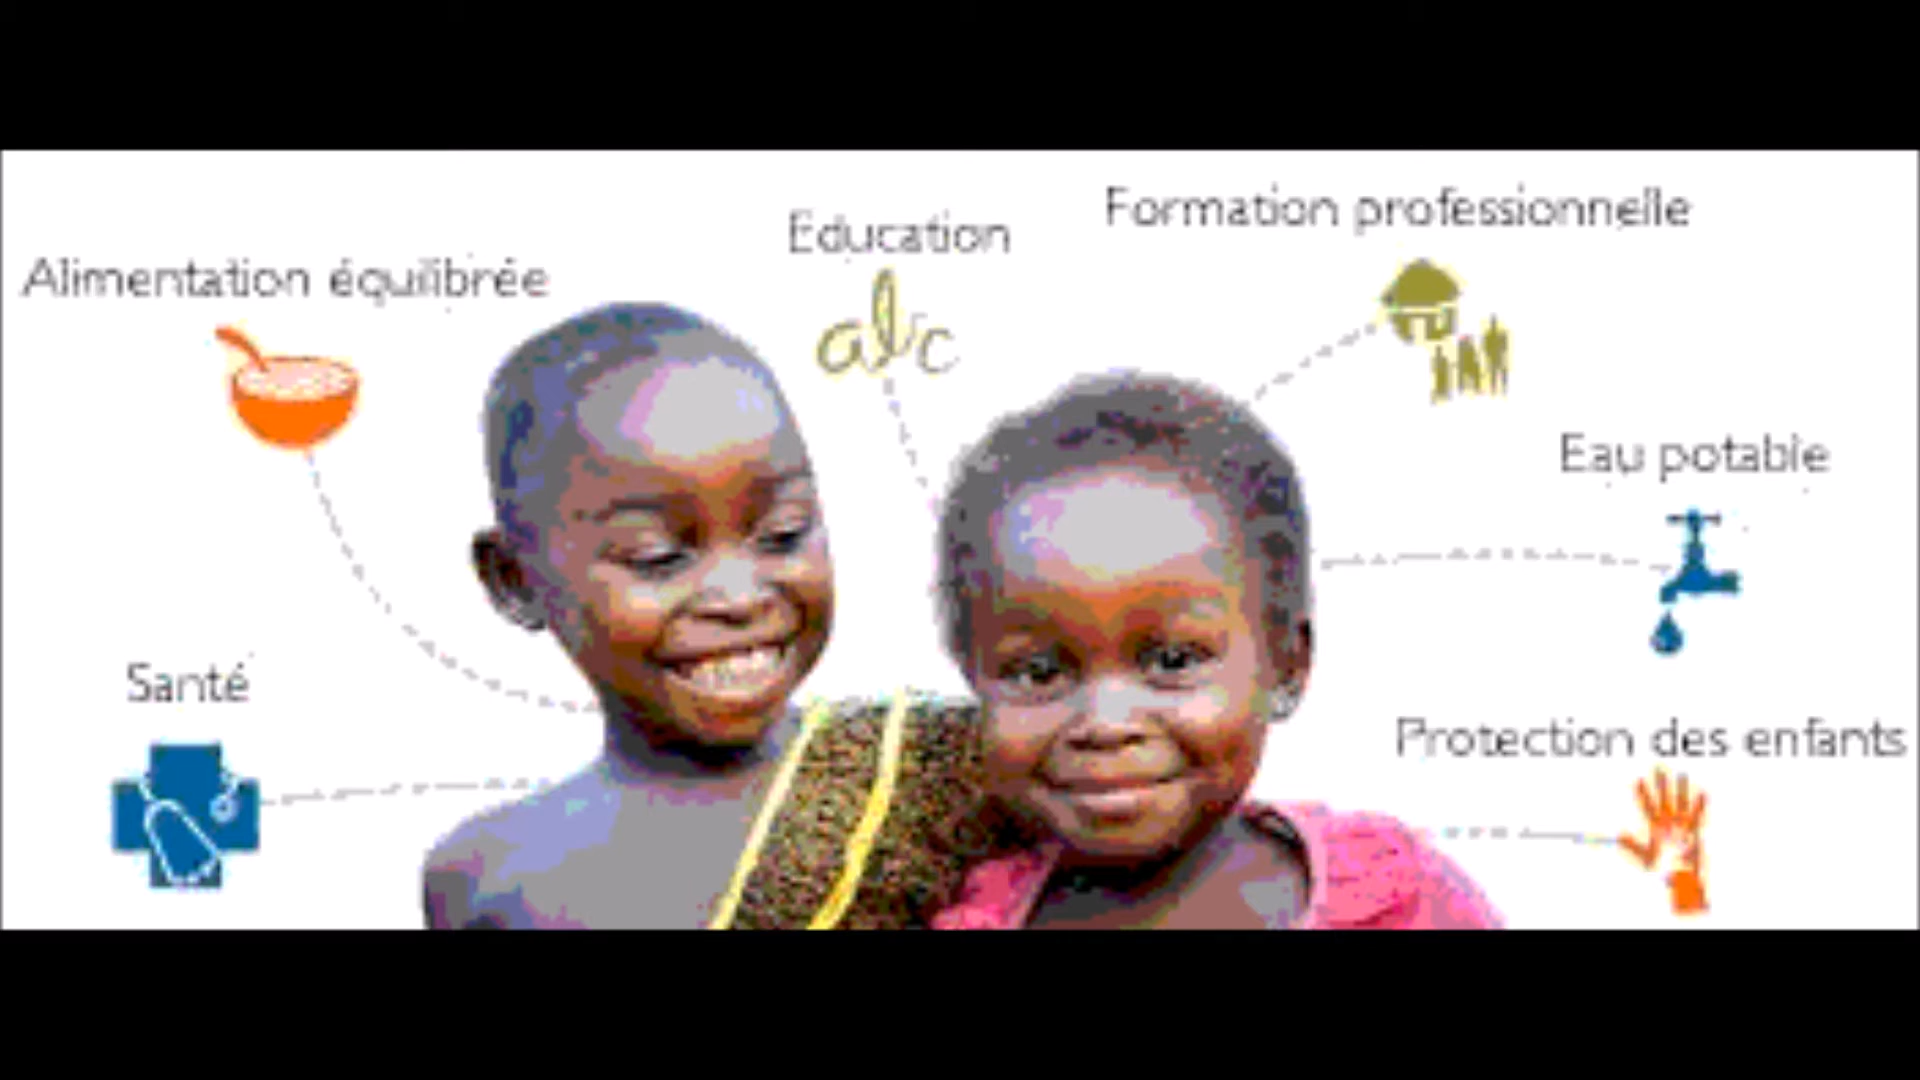 Formation professionnelle
Education
Alimentation équilibrée
abc
Eau potable
Santé
Protection des enfants